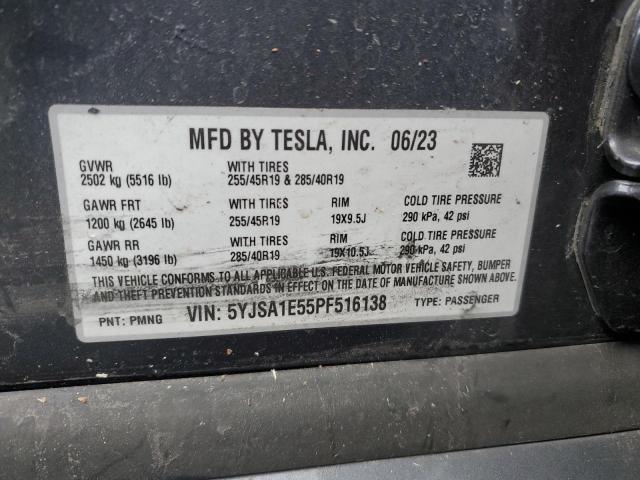 MFD BY TESLA, INC. 06/23
GVWR WITH TIRES
2502 kg (5516 lb) 255/45R19 & 285/40R19
GAWR FRT WITH TIRES RIM COLD TIRE PRESSURE
1200 kg (2645 lb) 255/45R19 19X9.5J 290 kPa, 42 psi
GAWR RR WITH TIRES RIM COLD TIRE PRESSURE
1450 kg (3196 lb) 285/40R19 19X10.5J 290 kPa, 42 psi
THIS VEHICLE CONFORMS TO ALL APPLICABLE U.S. FEDERAL MOTOR VEHICLE SAFETY, BUMPER
AND THEFT PREVENTION STANDARDS IN EFFECT ON THE DATE OF MANUFACTURE SHOWN ABOVE.
PNT: PMNG VIN: 5YJSA1E55PF516138 TYPE: PASSENGER